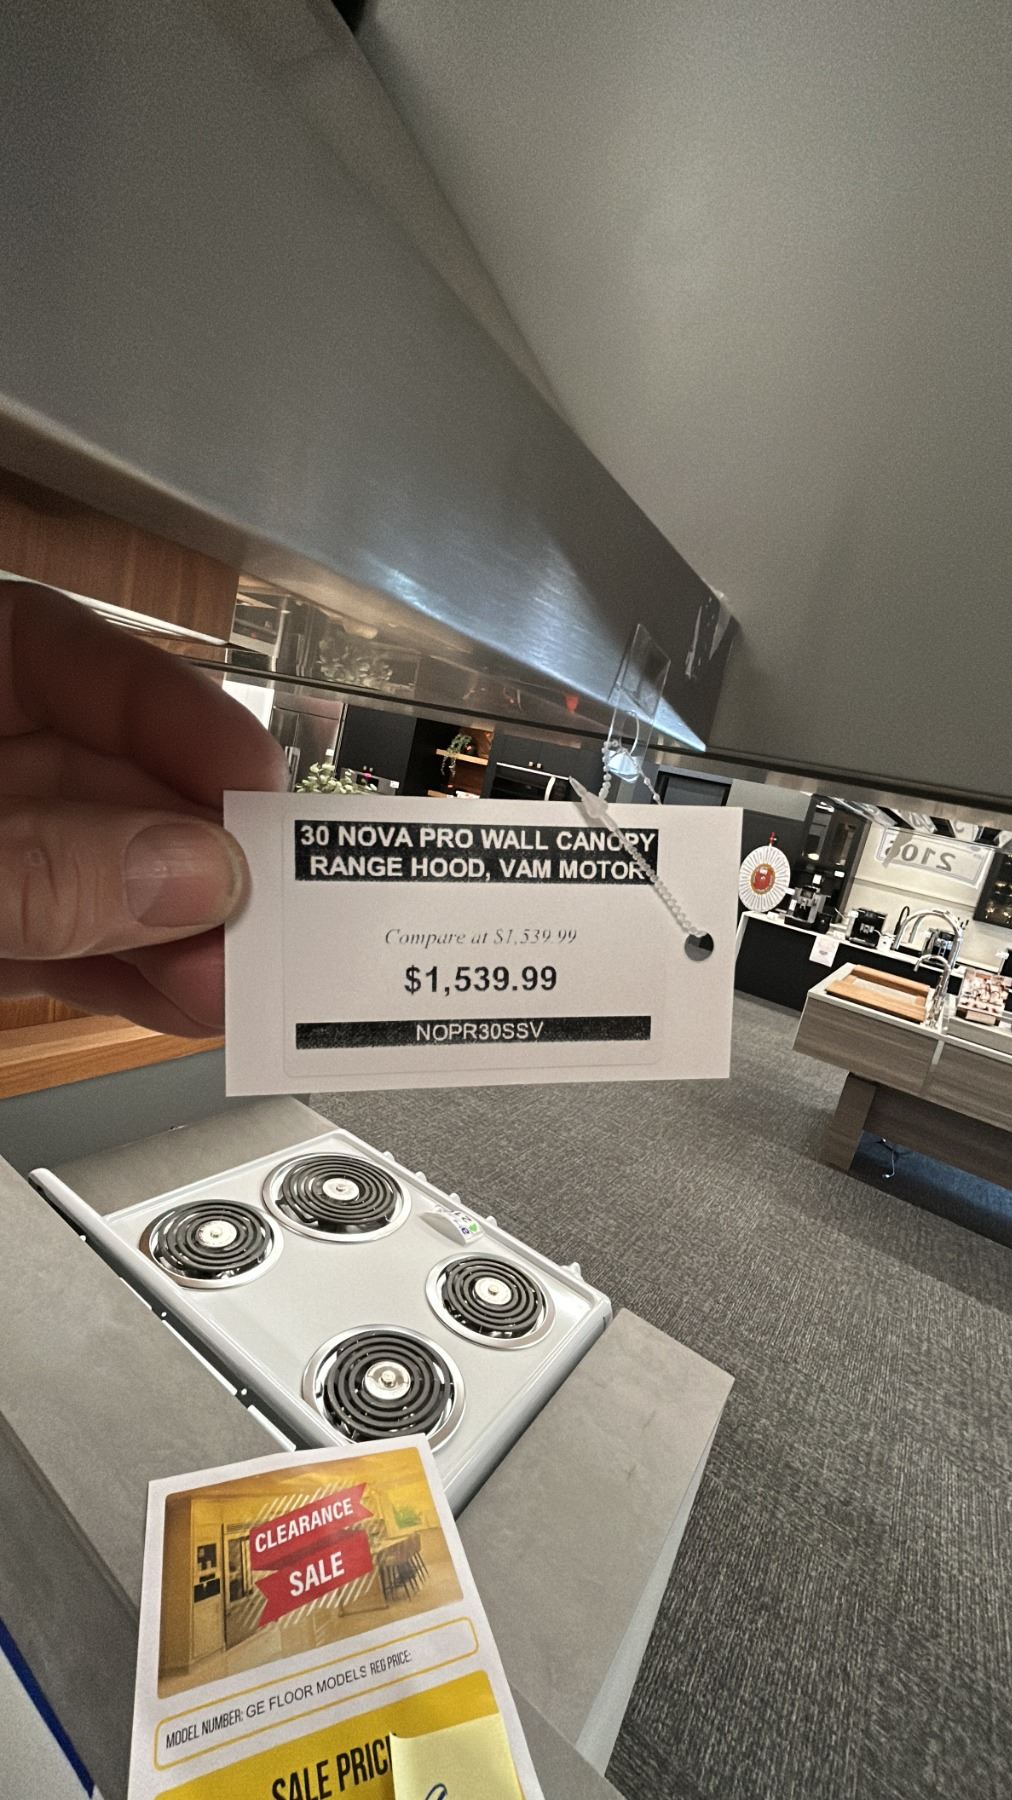 30 NOVA PRO WALL CANOPY
RANGE HOOD, VAM MOTOR
Compare at $1,539.99
$1,539.99
NOPR30SSV
CLEARANCE
SALE
MODEL NUMBER: GE FLOOR MODELS REG PRICE:
SALE PRIC